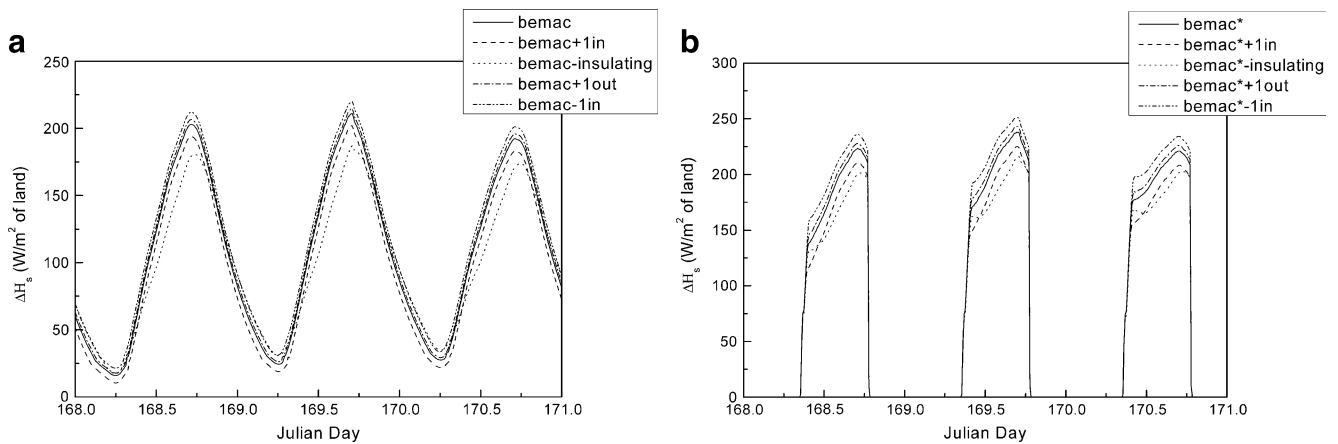 a
bemac
bemac+1in
bemac-insulating
bemac+1out
bemac-1in
250
200
150
100
50
0
ΔHs (W/m² of land)
168.0 168.5 169.0 169.5 170.0 170.5 171.0
Julian Day
b
bemac*
bemac*+1in
bemac*-insulating
bemac*+1out
bemac*-1in
300
250
200
150
100
50
0
ΔHs (W/m² of land)
168.0 168.5 169.0 169.5 170.0 170.5 171.0
Julian Day